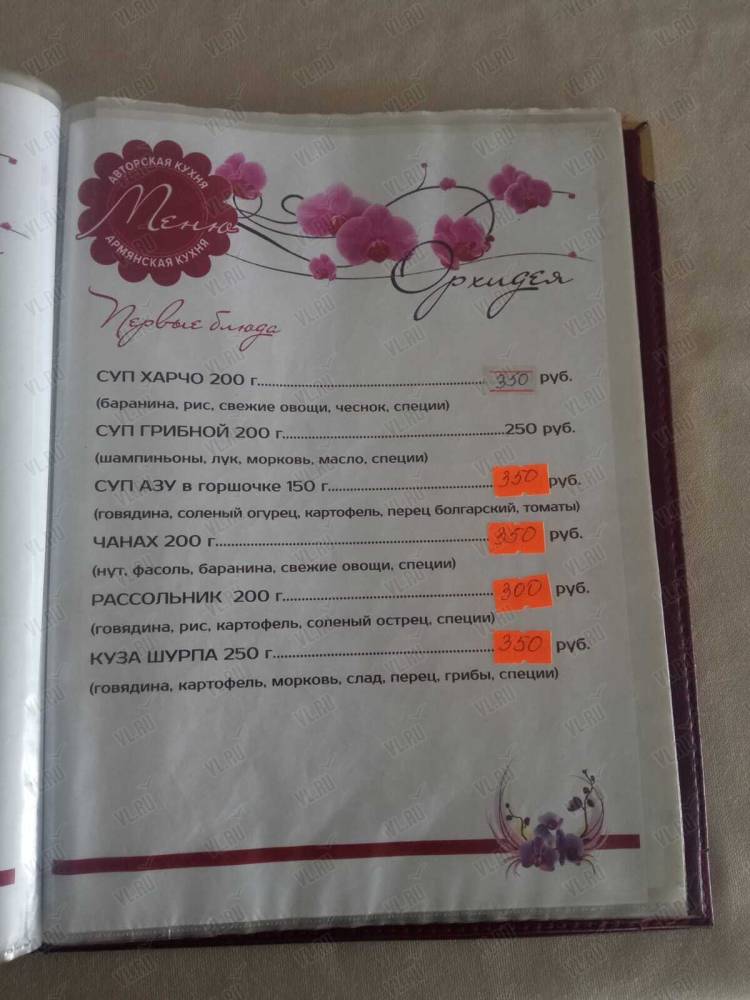 АВТОРСКАЯ КУХНЯ
Меню
АРМЯНСКАЯ КУХНЯ
Орхидея
Первые блюда
СУП ХАРЧО 200 г. 350 руб.
(баранина, рис, свежие овощи, чеснок, специи)
СУП ГРИБНОЙ 200 г. 250 руб.
(шампиньоны, лук, морковь, масло, специи)
СУП АЗУ в горшочке 150 г. 350 руб.
(говядина, соленый огурец, картофель, перец болгарский, томаты)
ЧАНАХ 200 г. 350 руб.
(нут, фасоль, баранина, свежие овощи, специи)
РАССОЛЬНИК 200 г. 300 руб.
(говядина, рис, картофель, соленый острец, специи)
КУЗА ШУРПА 250 г. 350 руб.
(говядина, картофель, морковь, слад, перец, грибы, специи)
VL.RU